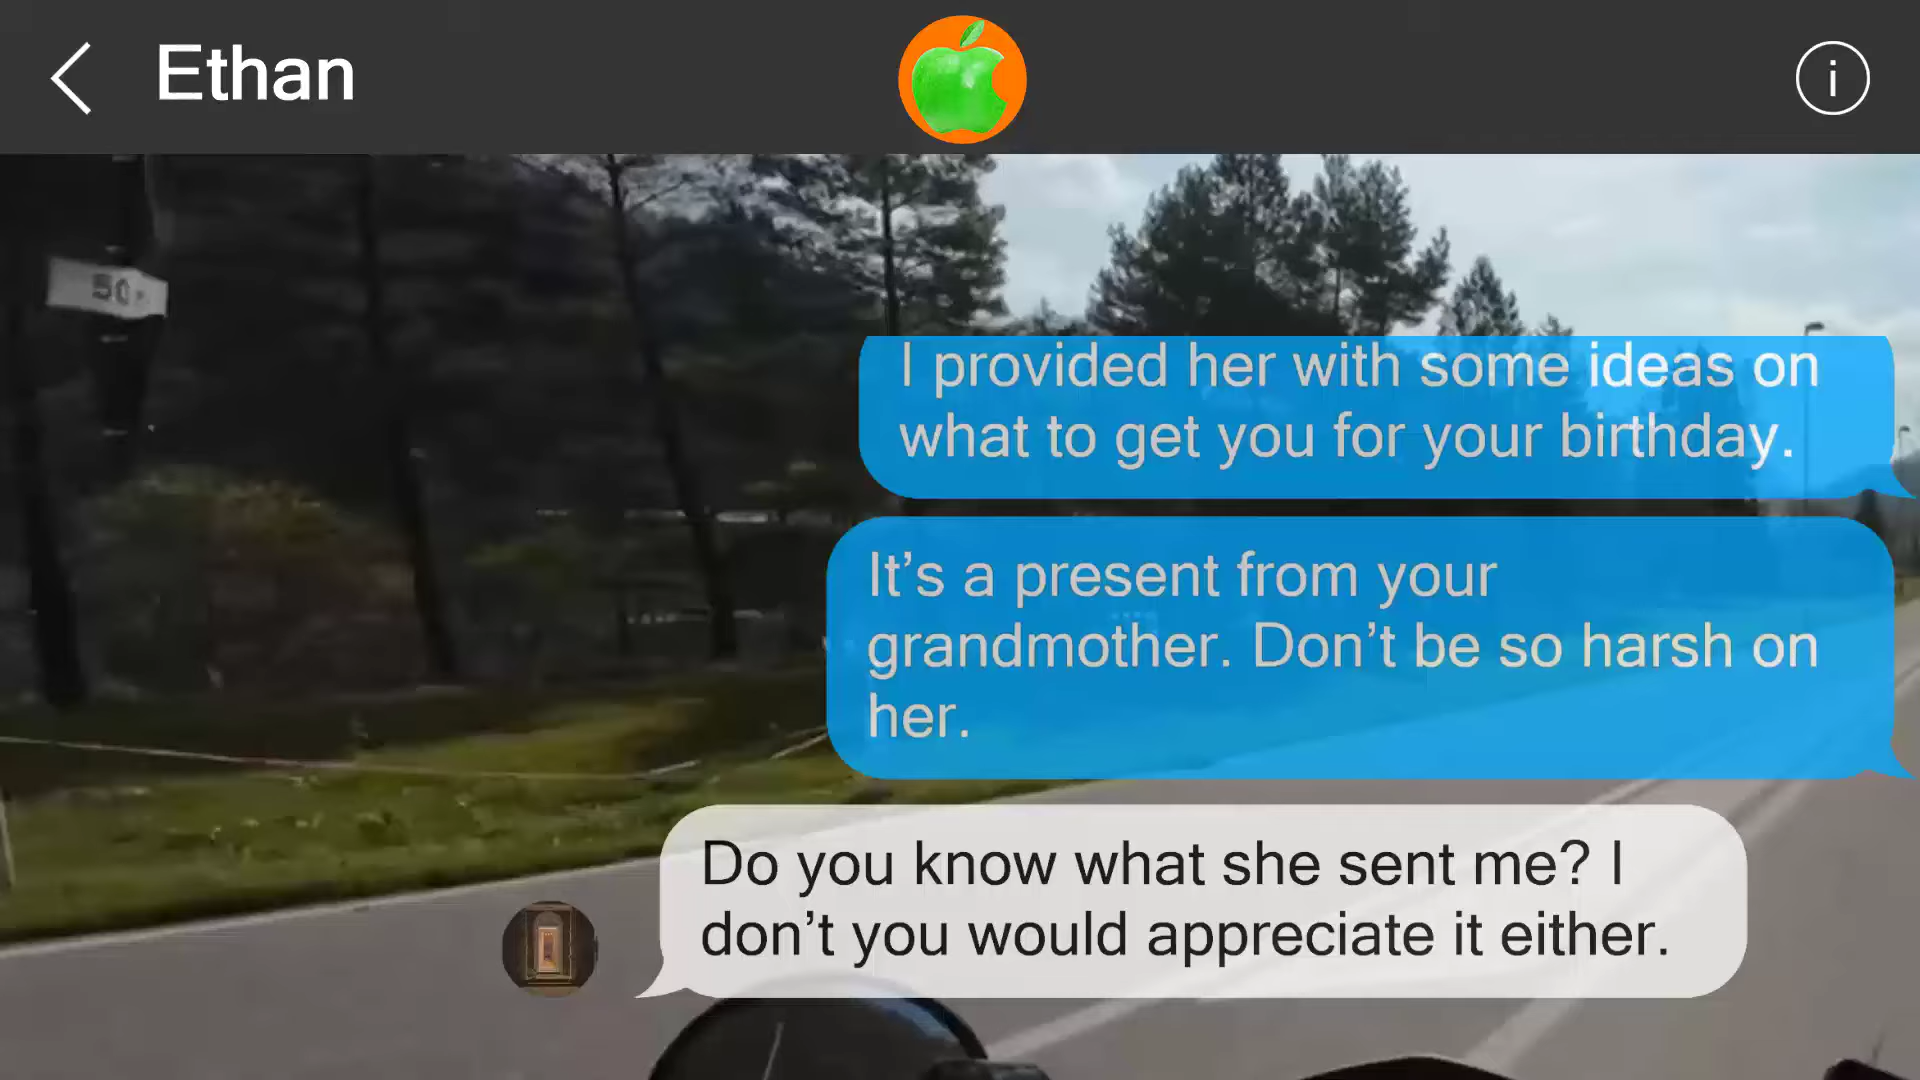 Ethan
i
50
I provided her with some ideas on
what to get you for your birthday.
It’s a present from your
grandmother. Don’t be so harsh on
her.
Do you know what she sent me? I
don’t you would appreciate it either.